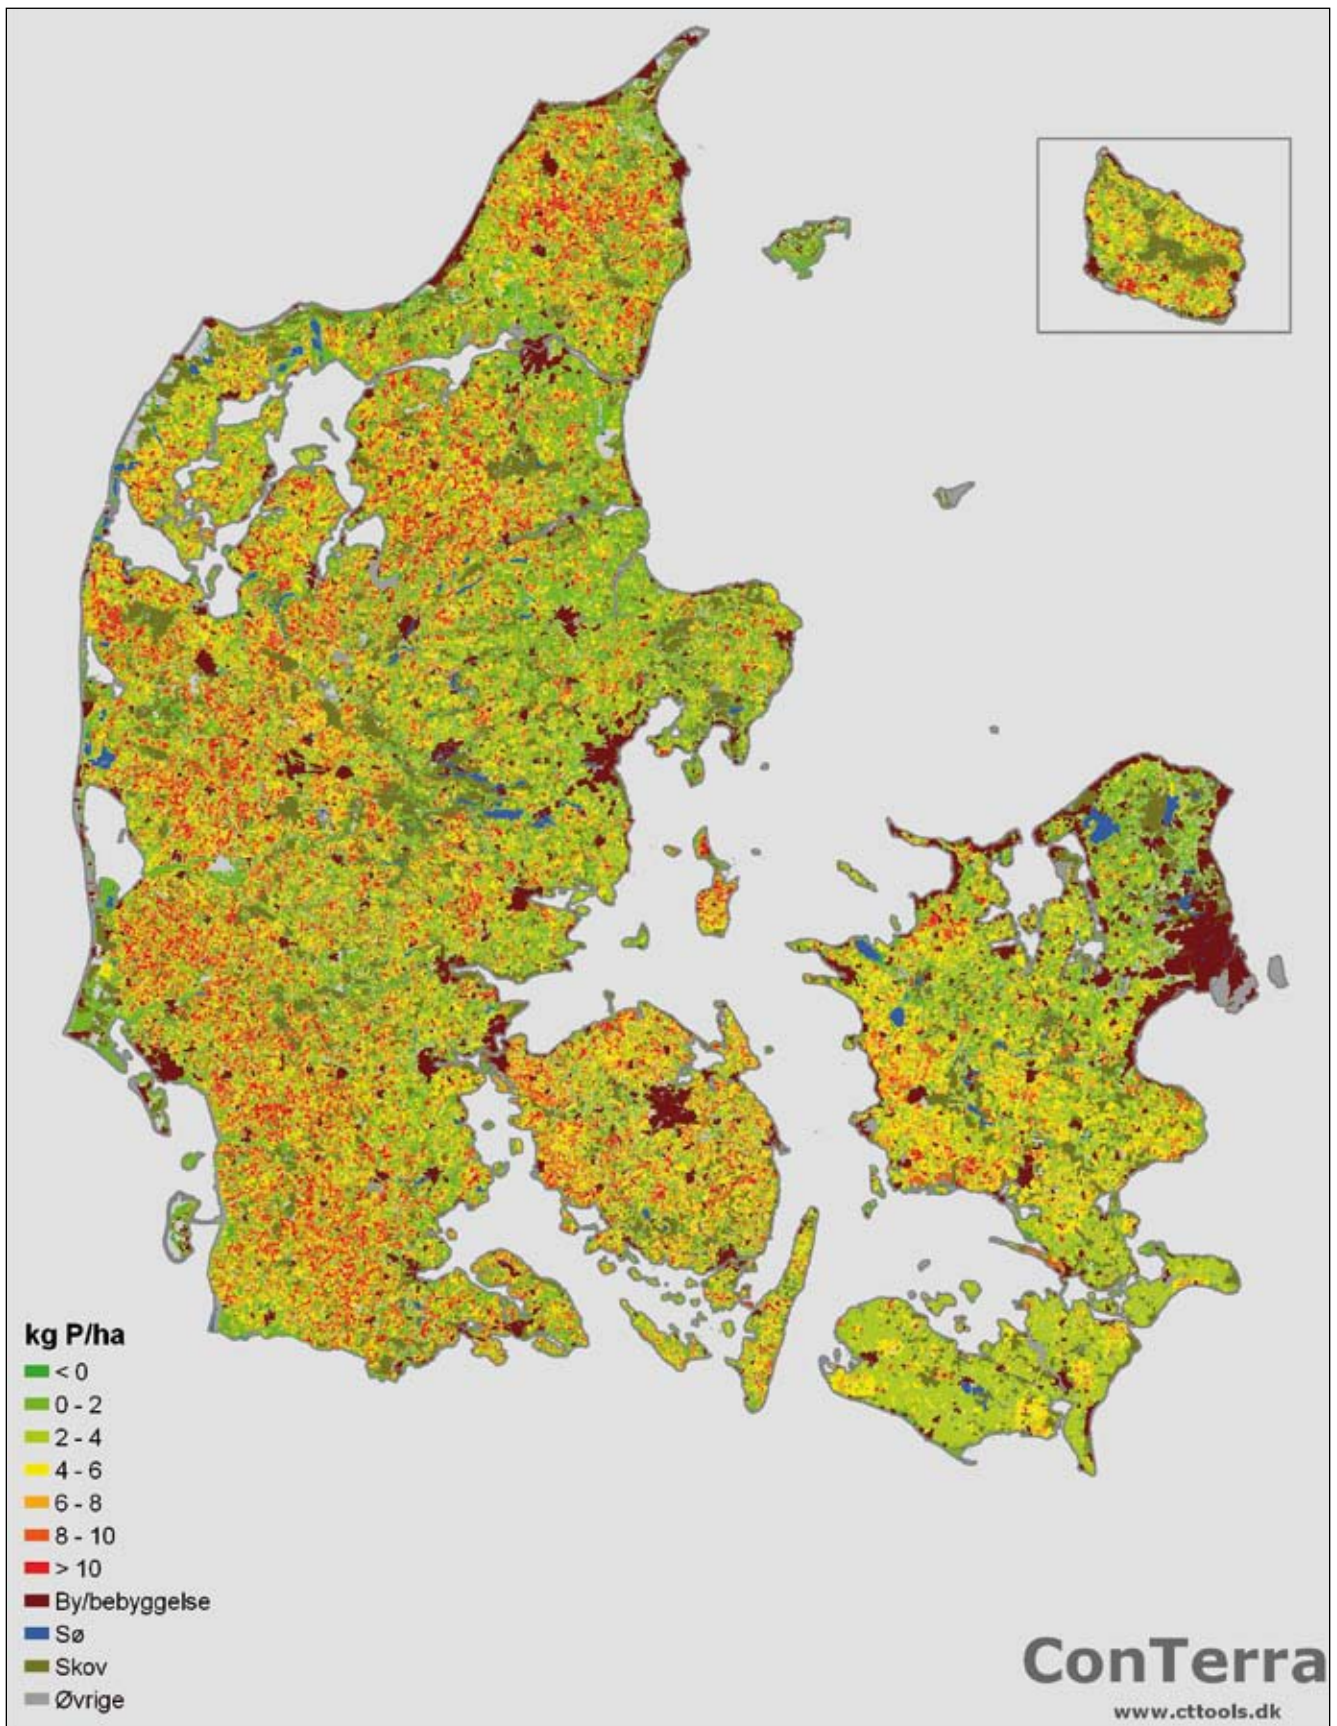 kg P/ha
< 0
0 - 2
2 - 4
4 - 6
6 - 8
8 - 10
> 10
By/bebyggelse
Sø
Skov
Øvrige
ConTerra
www.cttools.dk